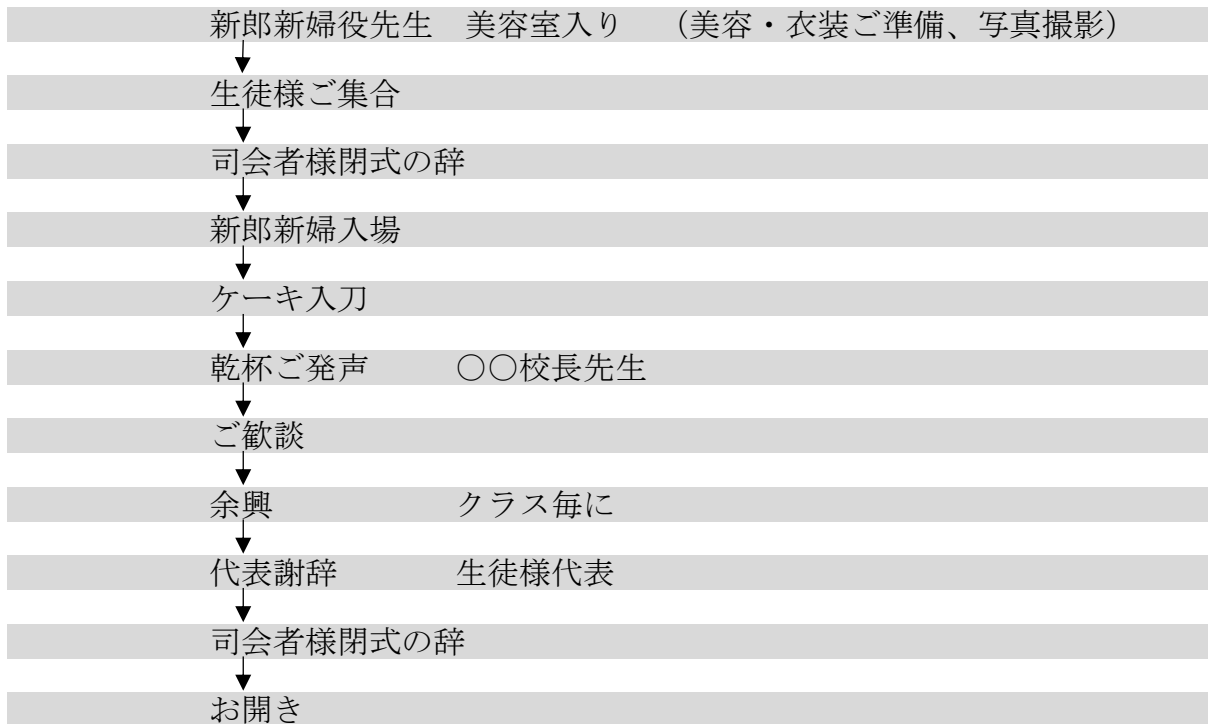 新郎新婦役先生　美容室入り　（美容・衣装ご準備、写真撮影）
生徒様ご集合
司会者様閉式の辞
新郎新婦入場
ケーキ入刀
乾杯ご発声　　　○○校長先生
ご歓談
余興　　　　　　クラス毎に
代表謝辞　　　　生徒様代表
司会者様閉式の辞
お開き